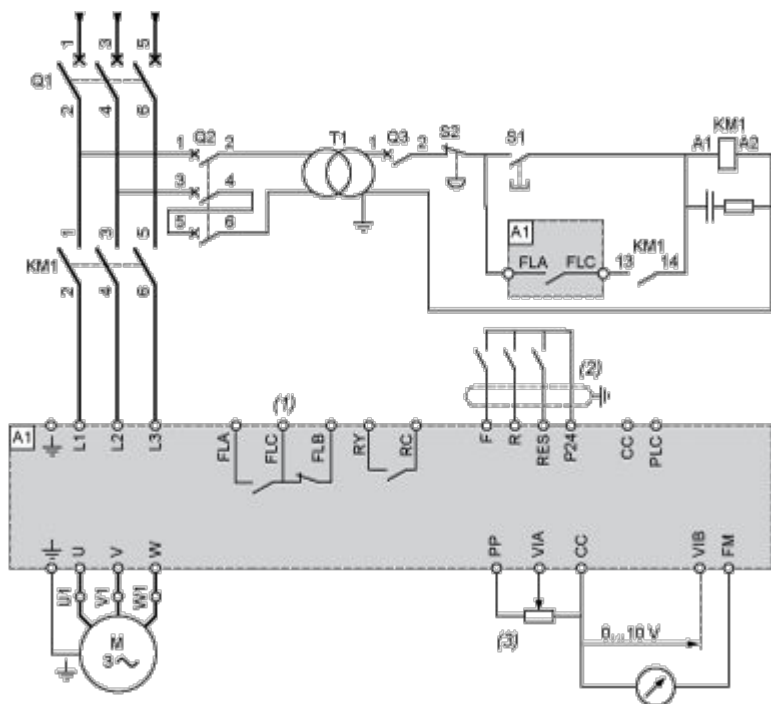 1 3 5
Q1
2 4 6
1 Q2 2 T1 1 Q3 2 S2 S1 A1 KM1 A2
3 4
5 6
A1
FLA FLC 13 KM1 14
1 3 5
KM1
2 4 6
(1) (2)
A1 L1 L2 L3 FLA FLC FLB RY RC F R RES P24 CC PLC
U V W PP VIA CC VIB FM
U1 V1 W1
(3) 0 ... 10 V
M
3 ~